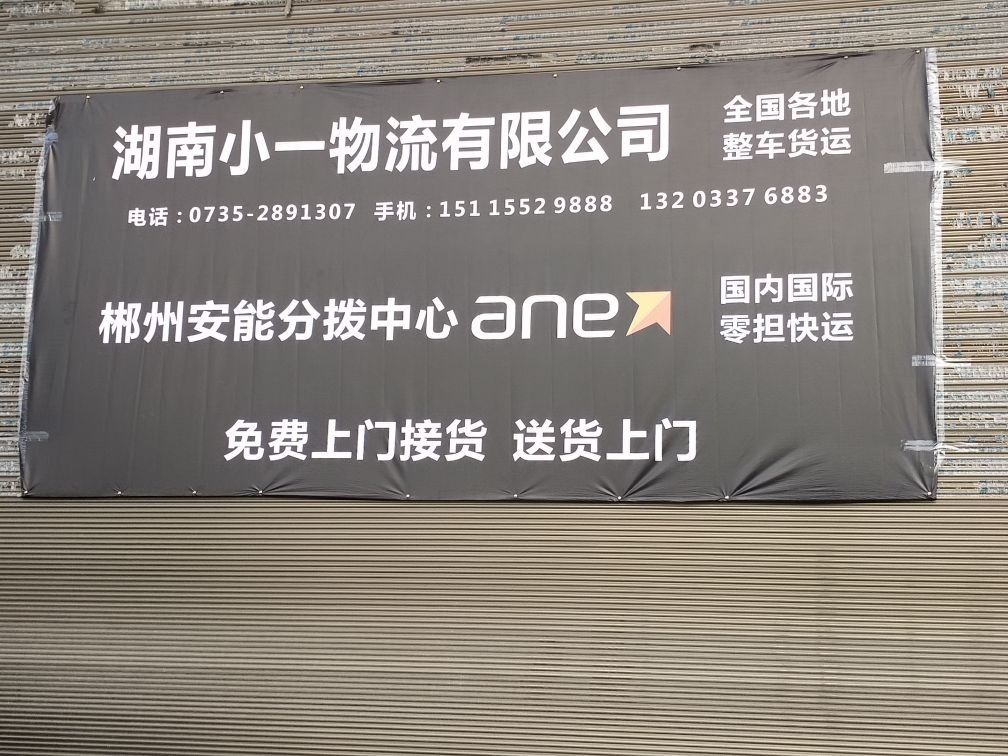 湖南小一物流有限公司
全国各地
整车货运
电话：0735-2891307 手机：151 1552 9888 132 0337 6883
郴州安能分拨中心 ane
国内国际
零担快运
免费上门接货 送货上门